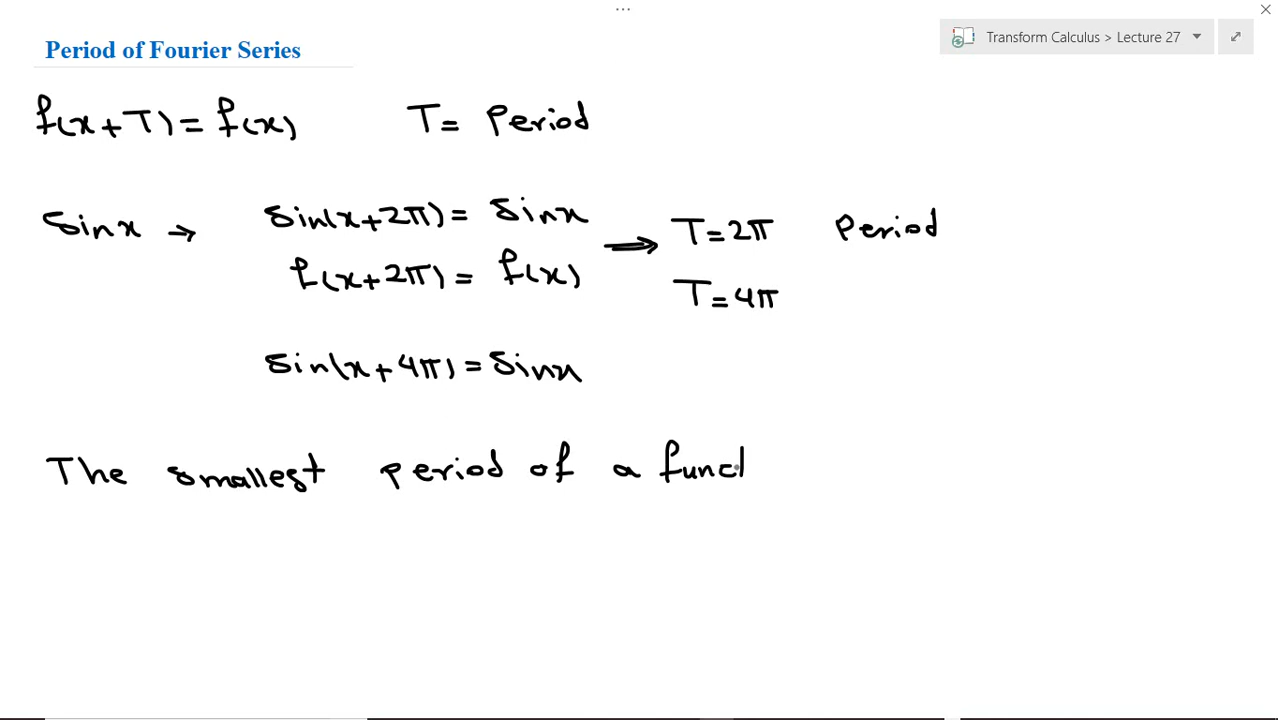 ...
Transform Calculus > Lecture 27
Period of Fourier Series
f(x+T) = f(x) T = Period
sinx → sin(x+2π) = sinx ⟹ T=2π Period
f(x+2π) = f(x) T=4π
sin(x+4π) = sinx
The smallest period of a funct